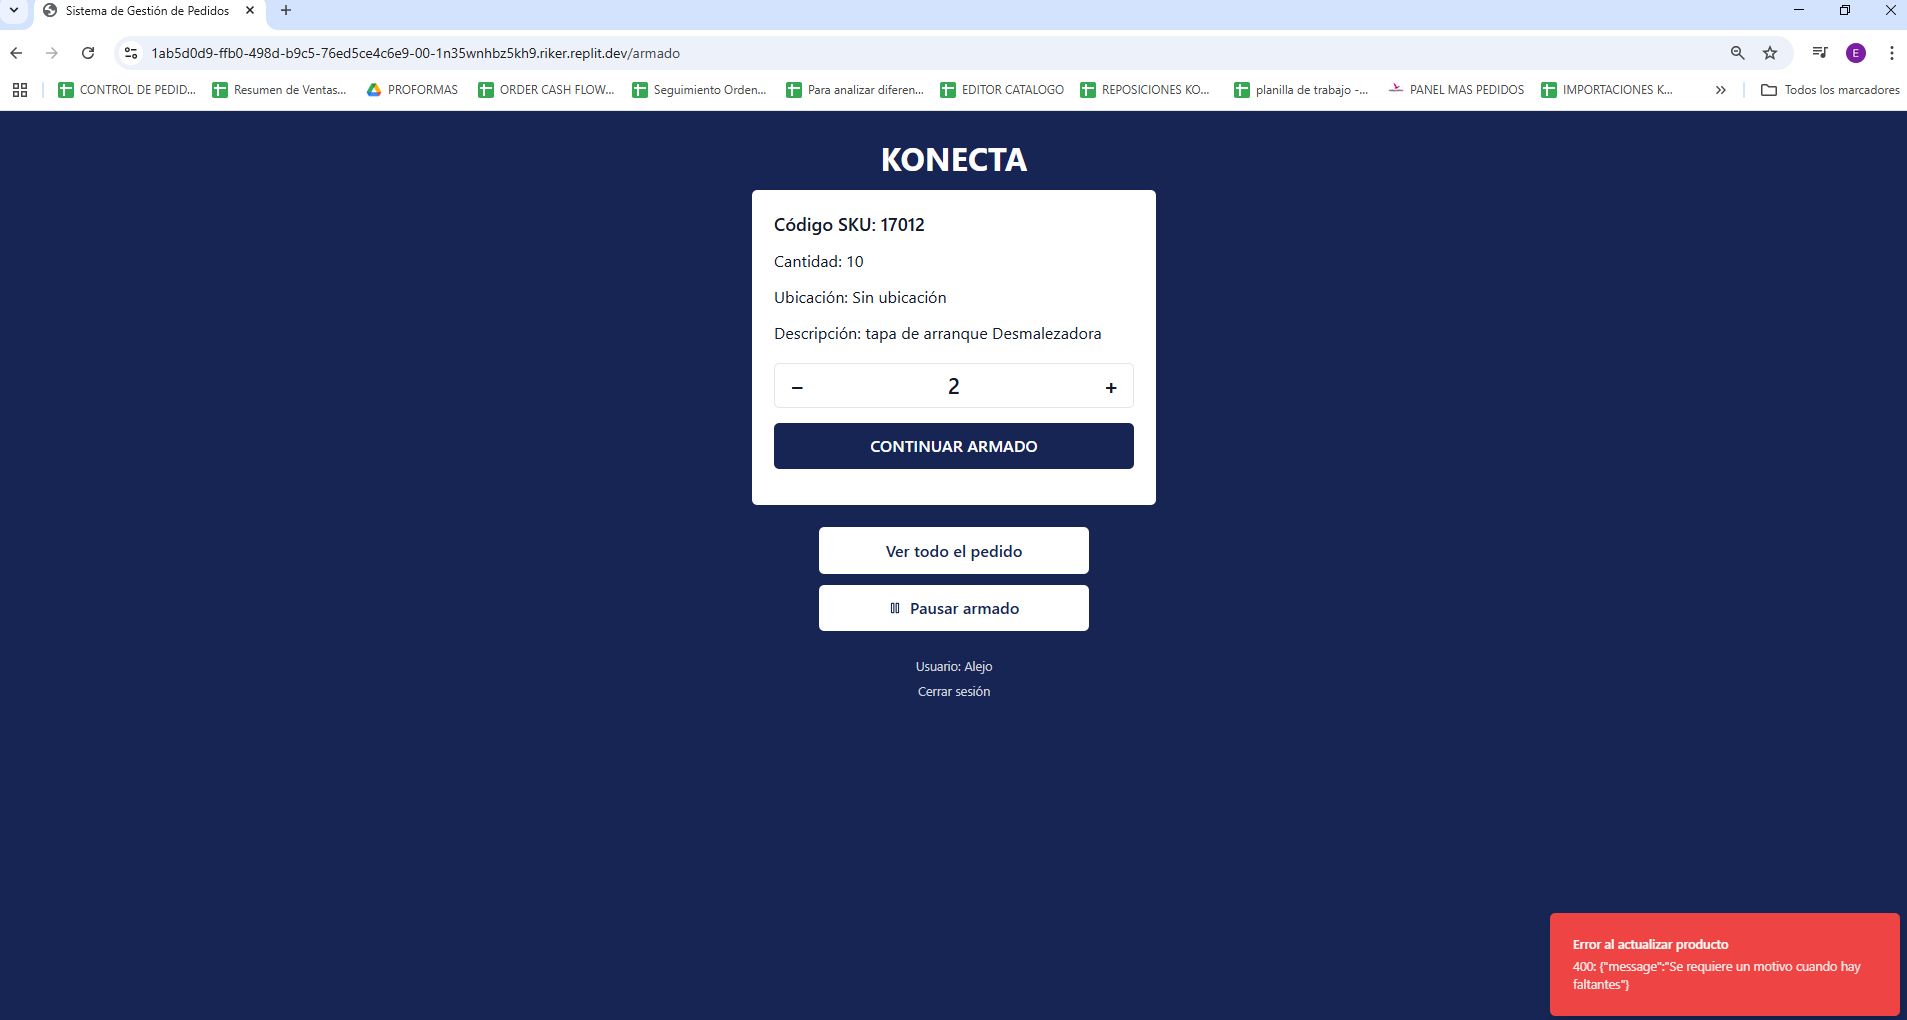 Sistema de Gestión de Pedidos
1ab5d0d9-ffb0-498d-b9c5-76ed5ce4c6e9-00-1n35wnhbz5kh9.riker.replit.dev/armado
E
CONTROL DE PEDID...
Resumen de Ventas...
PROFORMAS
ORDER CASH FLOW...
Seguimiento Orden...
Para analizar diferen...
EDITOR CATALOGO
REPOSICIONES KO...
planilla de trabajo -...
PANEL MAS PEDIDOS
IMPORTACIONES K...
Todos los marcadores
KONECTA
Código SKU: 17012
Cantidad: 10
Ubicación: Sin ubicación
Descripción: tapa de arranque Desmalezadora
− 2 +
CONTINUAR ARMADO
Ver todo el pedido
Pausar armado
Usuario: Alejo
Cerrar sesión
Error al actualizar producto
400: {"message":"Se requiere un motivo cuando hay
faltantes"}